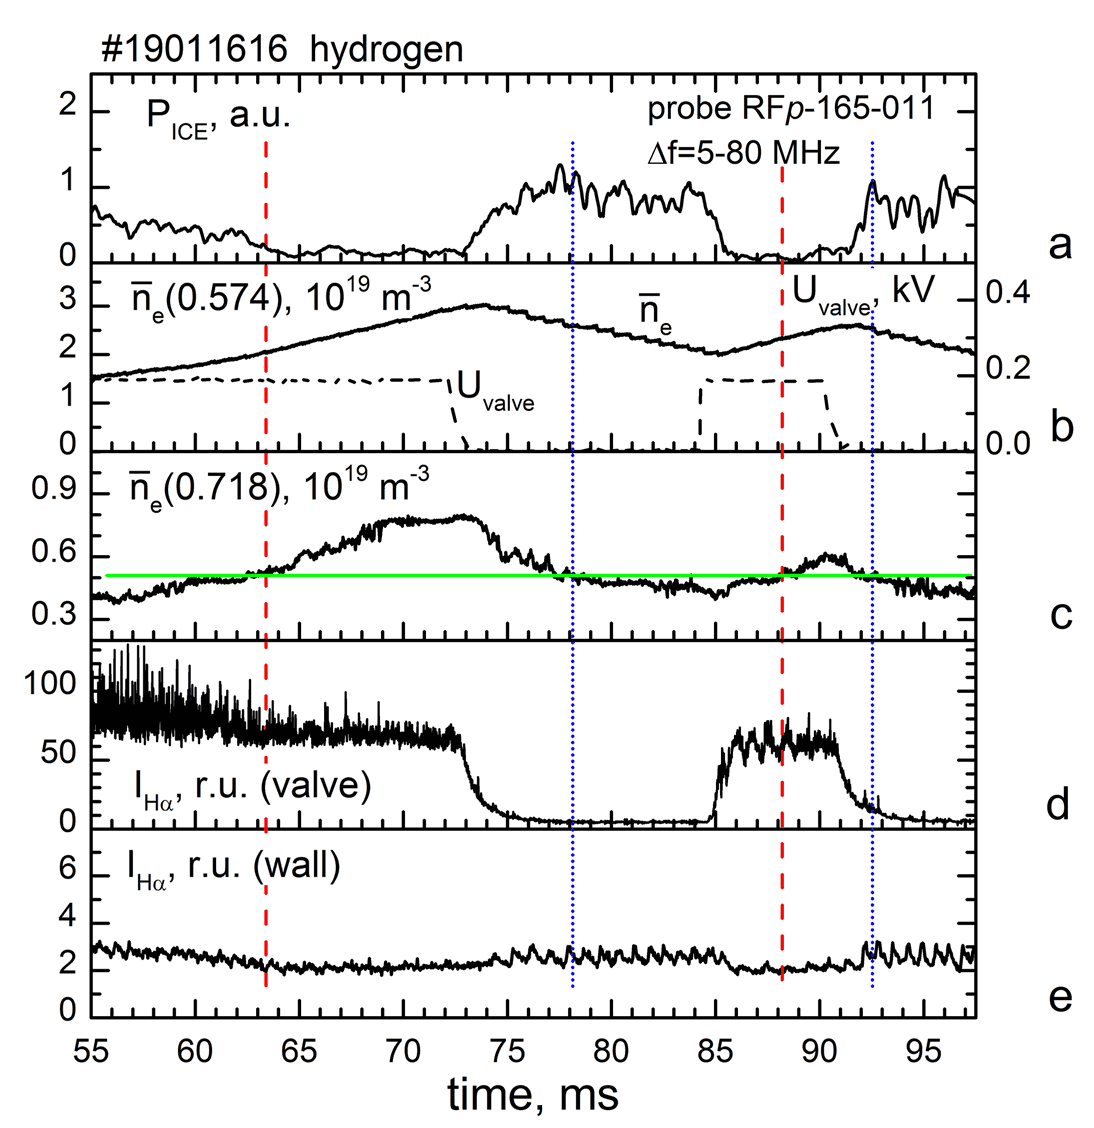 #19011616 hydrogen
P_ICE, a.u.
probe RFp-165-011
Δf=5-80 MHz
2
1
0
a
n̅_e(0.574), 10^19 m^-3
n̅_e
U_valve, kV
U_valve
3
2
1
0
0.4
0.2
0.0
b
n̅_e(0.718), 10^19 m^-3
0.9
0.6
0.3
c
100
50
0
I_Hα, r.u. (valve)
d
I_Hα, r.u. (wall)
6
4
2
0
e
55 60 65 70 75 80 85 90 95
time, ms